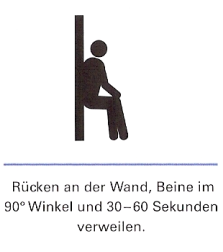 Rücken an der Wand, Beine im
90° Winkel und 30–60 Sekunden
verweilen.